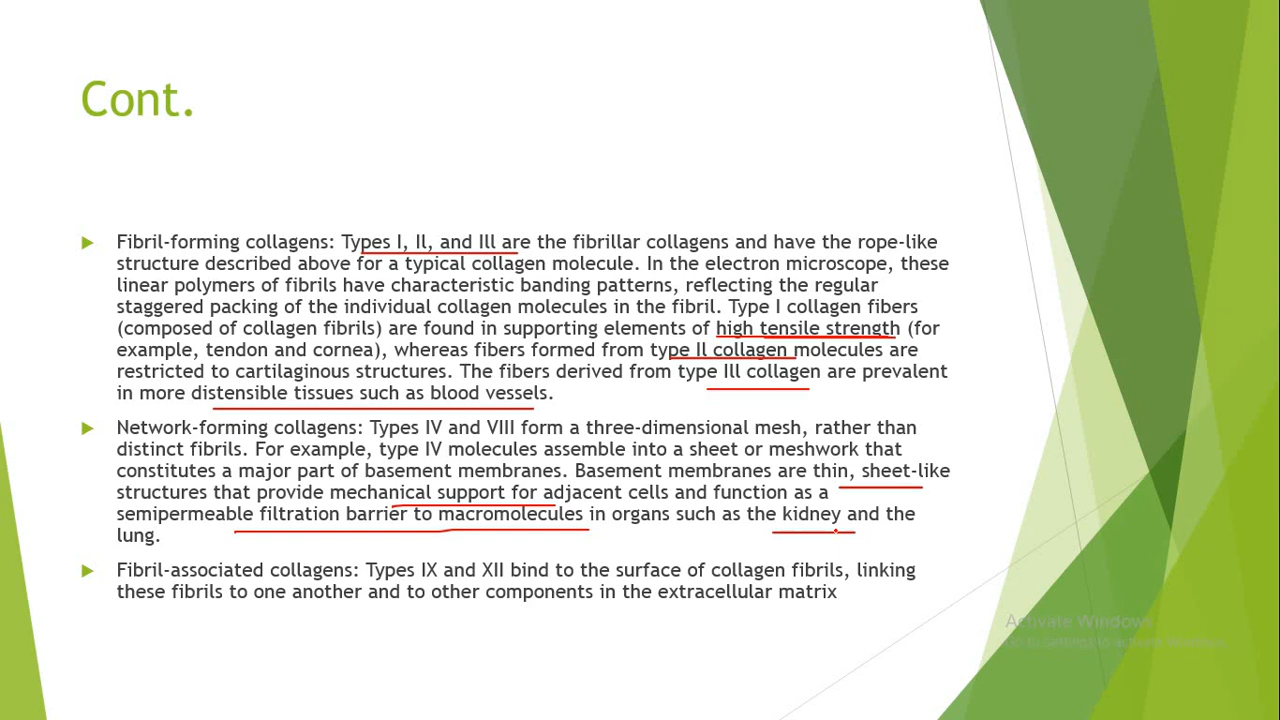 Cont.
Fibril-forming collagens: Types I, II, and Ill are the fibrillar collagens and have the rope-like
structure described above for a typical collagen molecule. In the electron microscope, these
linear polymers of fibrils have characteristic banding patterns, reflecting the regular
staggered packing of the individual collagen molecules in the fibril. Type I collagen fibers
(composed of collagen fibrils) are found in supporting elements of high tensile strength (for
example, tendon and cornea), whereas fibers formed from type Il collagen molecules are
restricted to cartilaginous structures. The fibers derived from type Ill collagen are prevalent
in more distensible tissues such as blood vessels.
Network-forming collagens: Types IV and VIII form a three-dimensional mesh, rather than
distinct fibrils. For example, type IV molecules assemble into a sheet or meshwork that
constitutes a major part of basement membranes. Basement membranes are thin, sheet-like
structures that provide mechanical support for adjacent cells and function as a
semipermeable filtration barrier to macromolecules in organs such as the kidney and the
lung.
Fibril-associated collagens: Types IX and XII bind to the surface of collagen fibrils, linking
these fibrils to one another and to other components in the extracellular matrix
Activate Windows
Go to Settings to activate Windows.